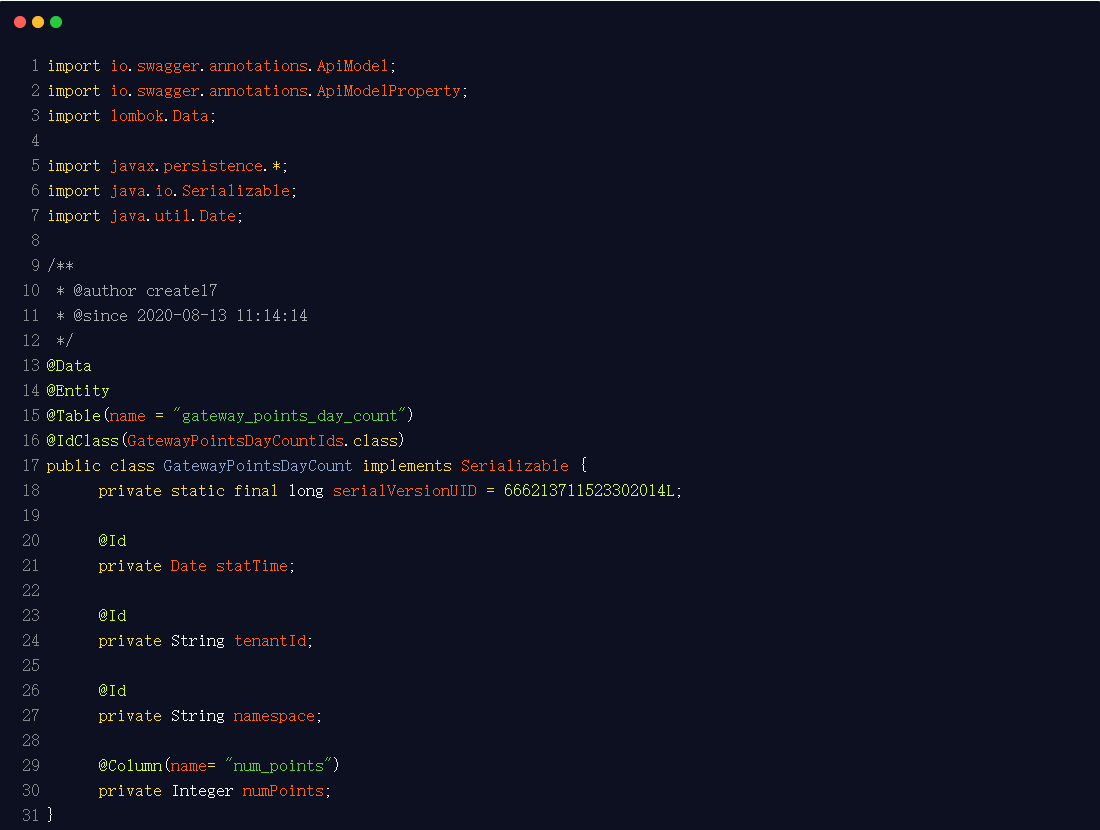 1 import io.swagger.annotations.ApiModel;
2 import io.swagger.annotations.ApiModelProperty;
3 import lombok.Data;
4
5 import javax.persistence.*;
6 import java.io.Serializable;
7 import java.util.Date;
8
9 /**
10  * @author create17
11  * @since 2020-08-13 11:14:14
12  */
13 @Data
14 @Entity
15 @Table(name = "gateway_points_day_count")
16 @IdClass(GatewayPointsDayCountIds.class)
17 public class GatewayPointsDayCount implements Serializable {
18     private static final long serialVersionUID = 666213711523302014L;
19
20     @Id
21     private Date statTime;
22
23     @Id
24     private String tenantId;
25
26     @Id
27     private String namespace;
28
29     @Column(name= "num_points")
30     private Integer numPoints;
31 }